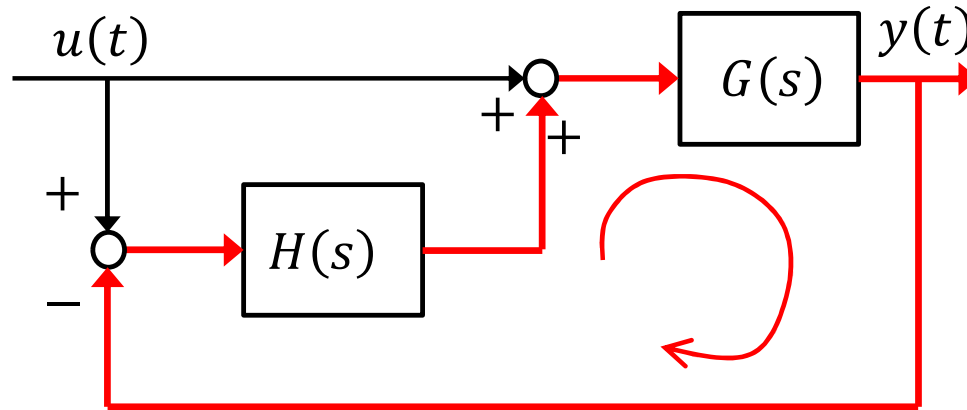 u(t)
y(t)
G(s)
+
+
+
H(s)
−